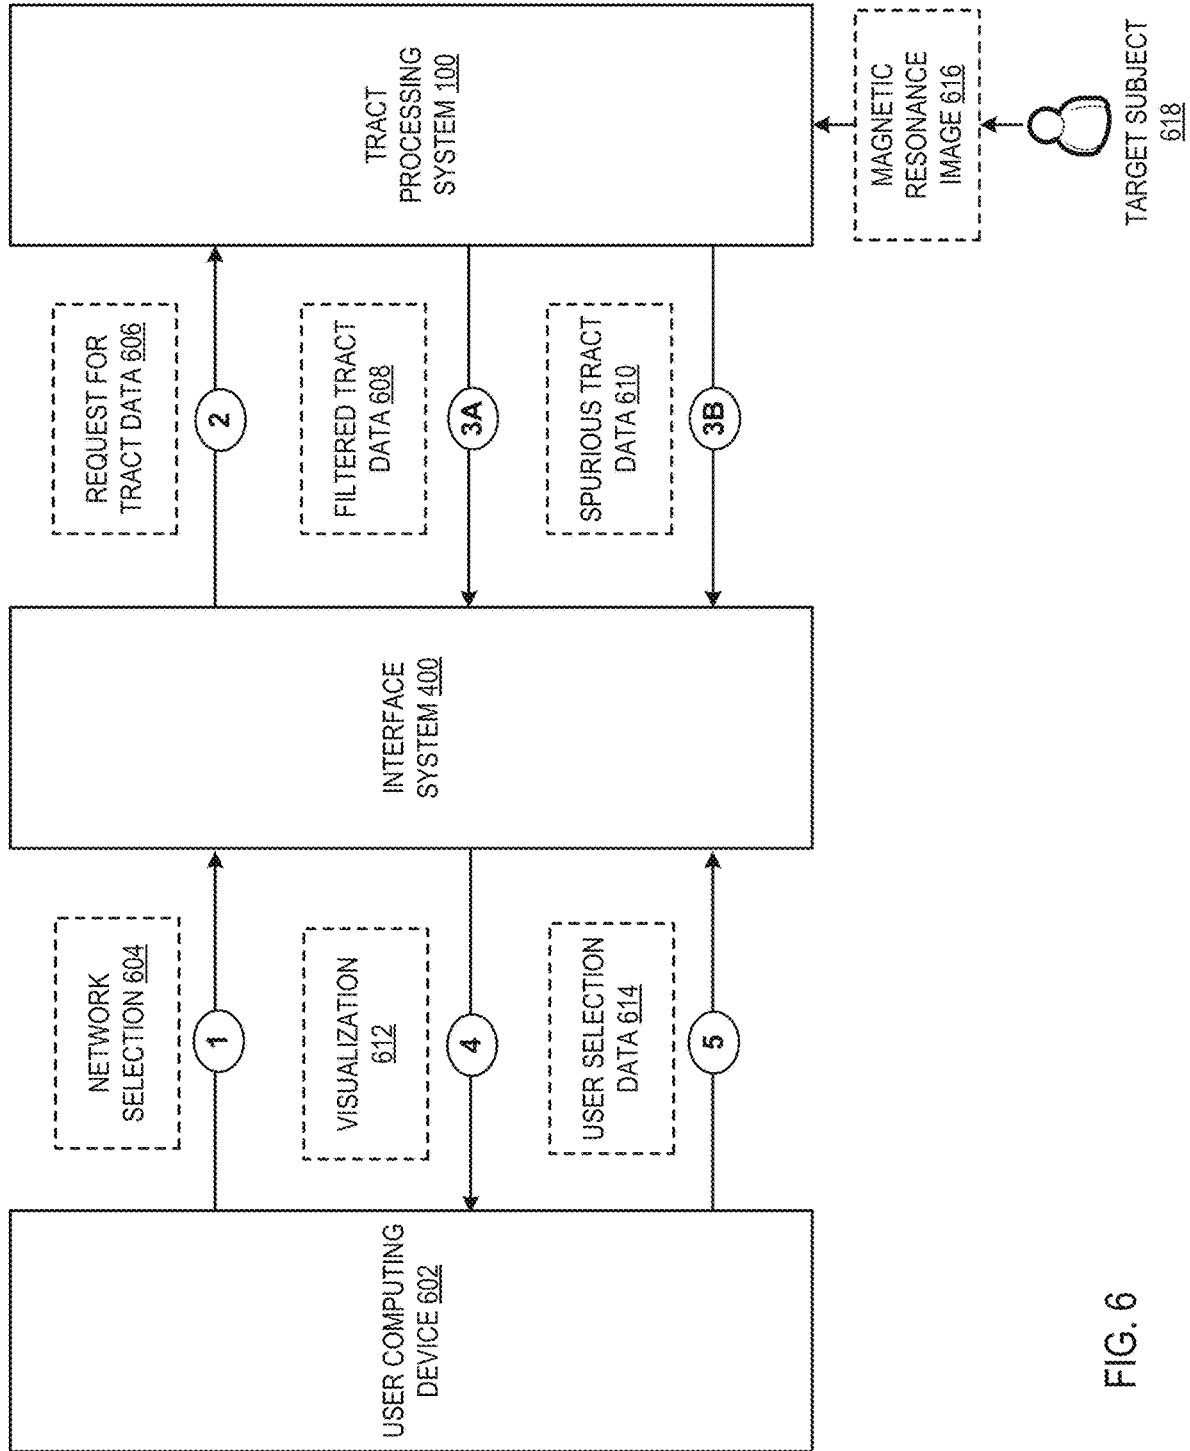 USER COMPUTING
DEVICE 602
NETWORK
SELECTION 604
1
VISUALIZATION
612
4
USER SELECTION
DATA 614
5
INTERFACE
SYSTEM 400
REQUEST FOR
TRACT DATA 606
2
FILTERED TRACT
DATA 608
3A
SPURIOUS TRACT
DATA 610
3B
TRACT
PROCESSING
SYSTEM 100
MAGNETIC
RESONANCE
IMAGE 616
TARGET SUBJECT
618
FIG. 6